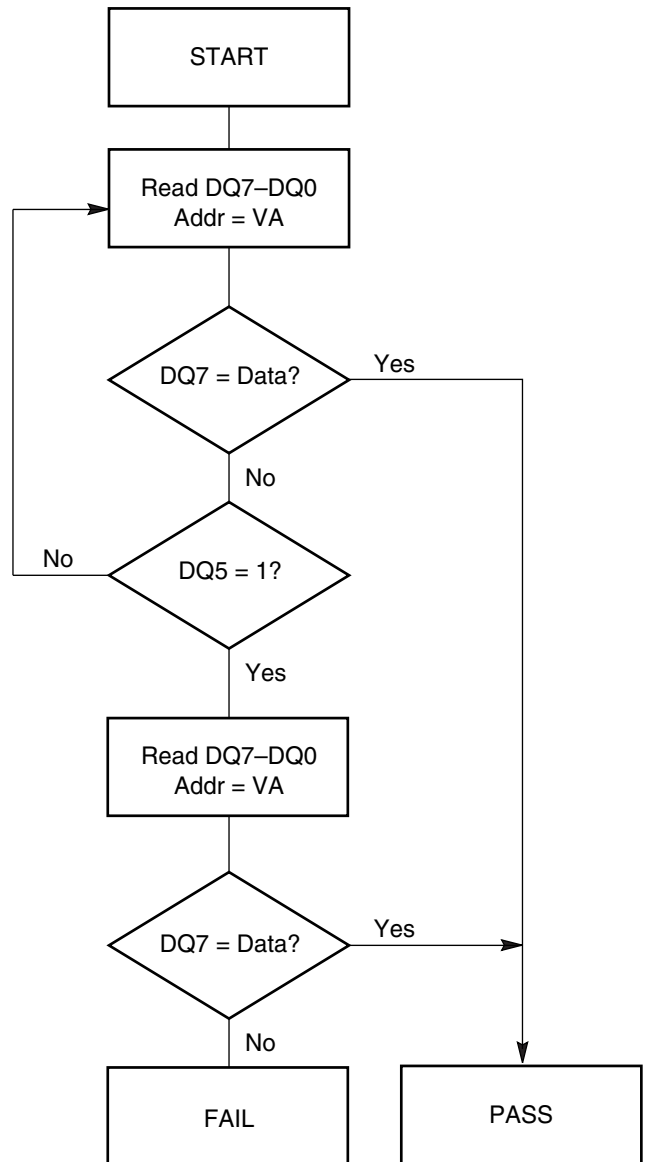 START
Read DQ7–DQ0
Addr = VA
DQ7 = Data?
Yes
No
DQ5 = 1?
No
Yes
Read DQ7–DQ0
Addr = VA
DQ7 = Data?
Yes
No
FAIL
PASS